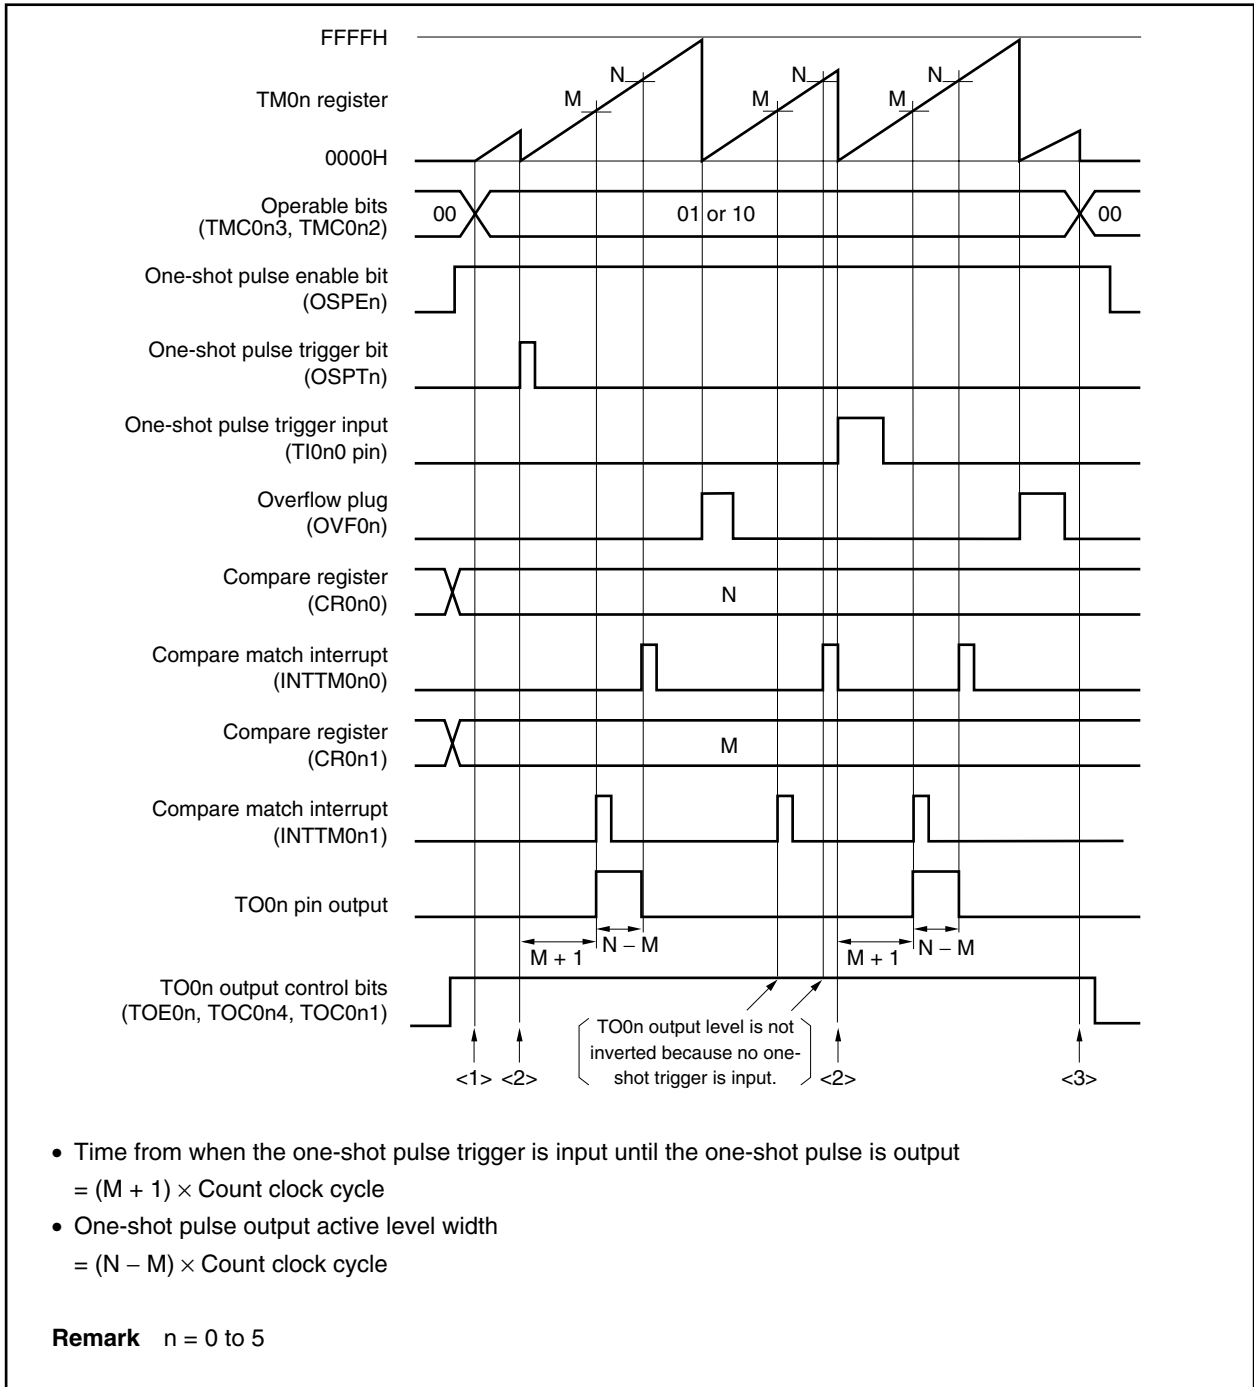 FFFFH
N N N
TM0n register
M M M
0000H
Operable bits
(TMC0n3, TMC0n2)
00 01 or 10 00
One-shot pulse enable bit
(OSPEn)
One-shot pulse trigger bit
(OSPTn)
One-shot pulse trigger input
(TI0n0 pin)
Overflow plug
(OVF0n)
Compare register
(CR0n0)
N
Compare match interrupt
(INTTM0n0)
Compare register
(CR0n1)
M
Compare match interrupt
(INTTM0n1)
TO0n pin output
M + 1 N − M M + 1 N − M
TO0n output control bits
(TOE0n, TOC0n4, TOC0n1)
TO0n output level is not
inverted because no one-
shot trigger is input.
<1> <2> <2> <3>
• Time from when the one-shot pulse trigger is input until the one-shot pulse is output
= (M + 1) × Count clock cycle
• One-shot pulse output active level width
= (N − M) × Count clock cycle
Remark n = 0 to 5